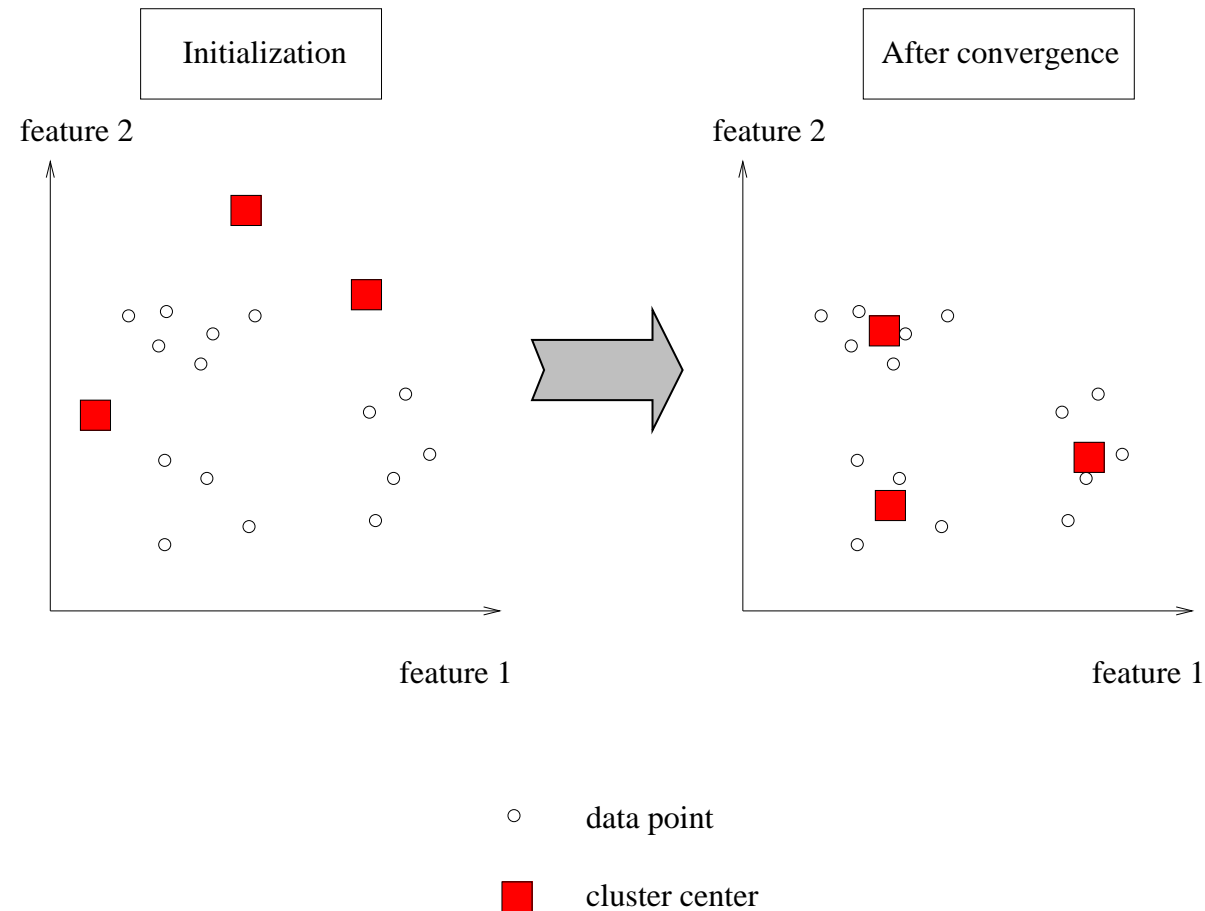 Initialization
After convergence
feature 2
feature 2
feature 1
feature 1
data point
cluster center